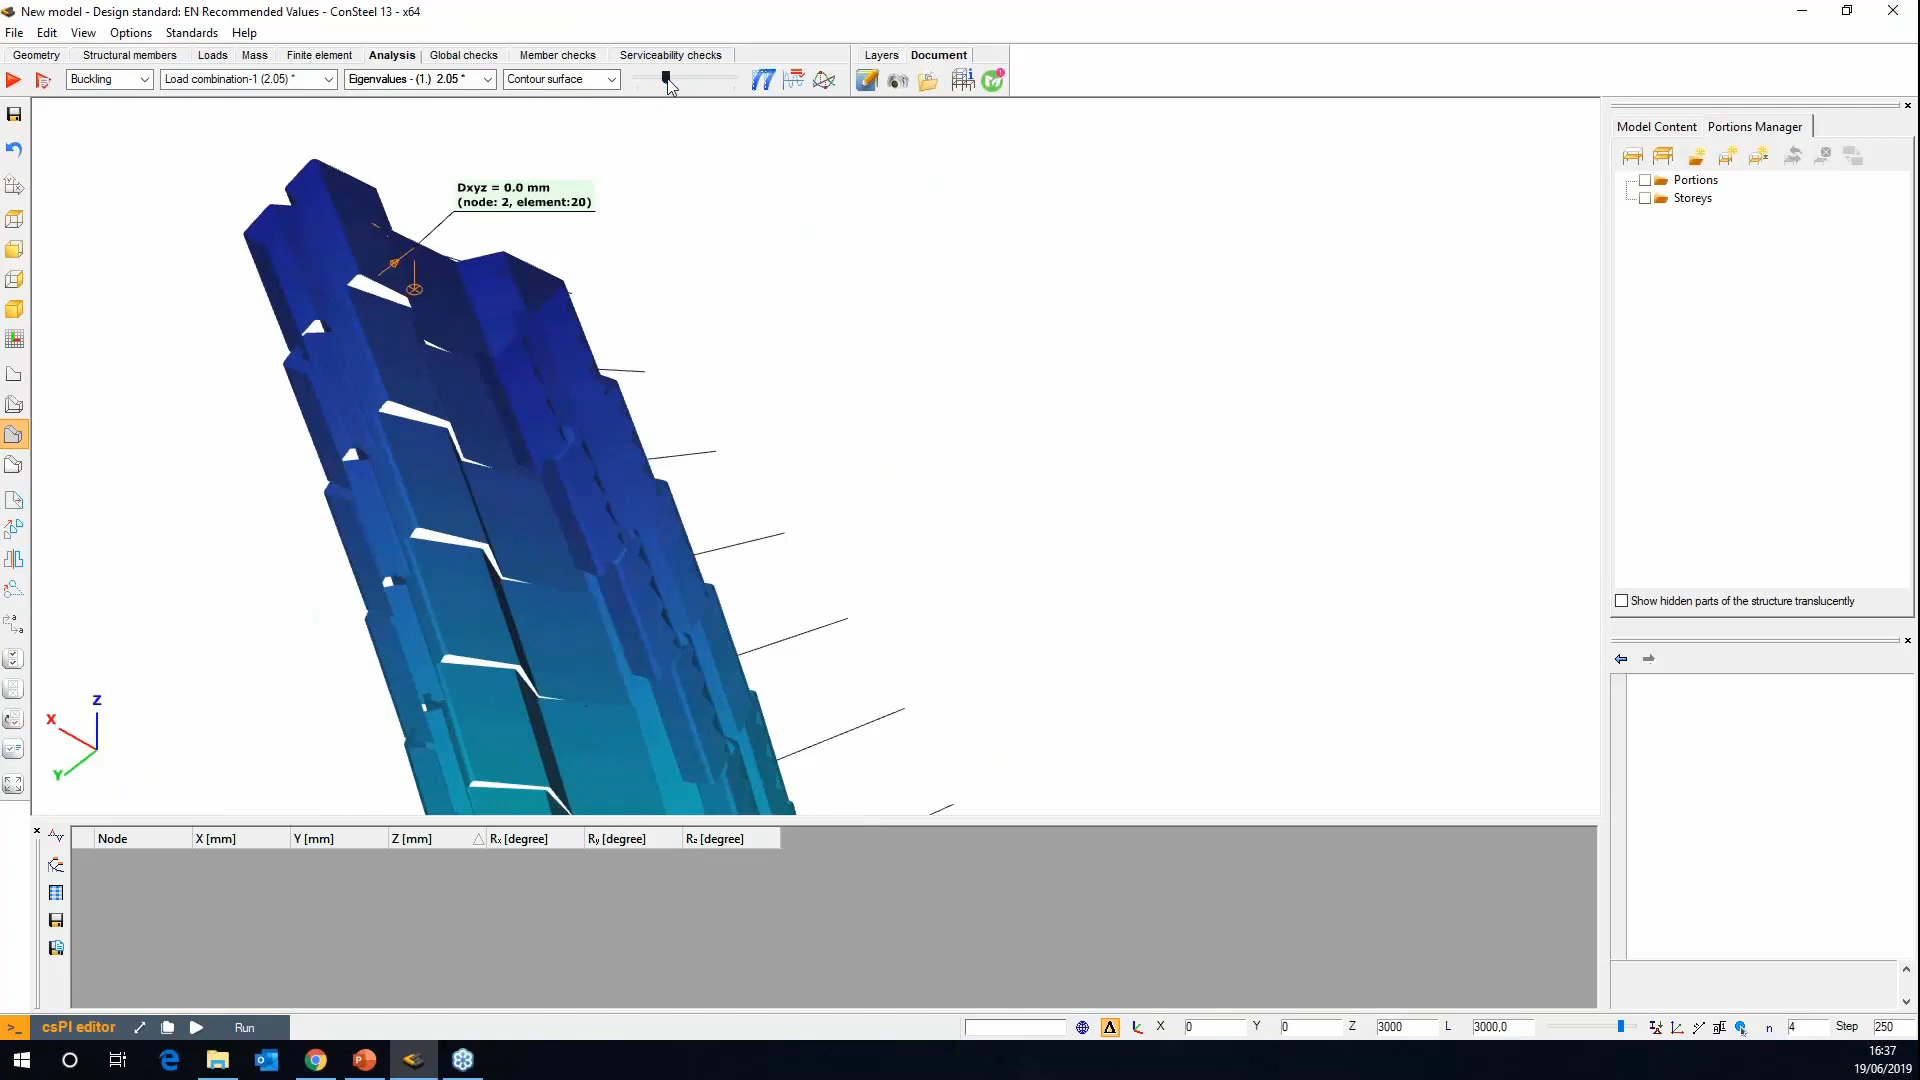 New model - Design standard: EN Recommended Values - ConSteel 13 - x64
File Edit View Options Standards Help
Geometry Structural members Loads Mass Finite element Analysis Global checks Member checks Serviceability checks Layers Document
Buckling Load combination-1 (2.05) * Eigenvalues - (1.) 2.05 * Contour surface
Model Content Portions Manager
Portions
Storeys
Dxyz = 0.0 mm
(node: 2, element:20)
Show hidden parts of the structure translucently
Z
X
Y
Node X [mm] Y [mm] Z [mm] Rx [degree] Ry [degree] Rz [degree]
>_ csPI editor Run X 0 Y 0 Z 3000 L 3000,0 n 4 Step 250
16:37
19/06/2019